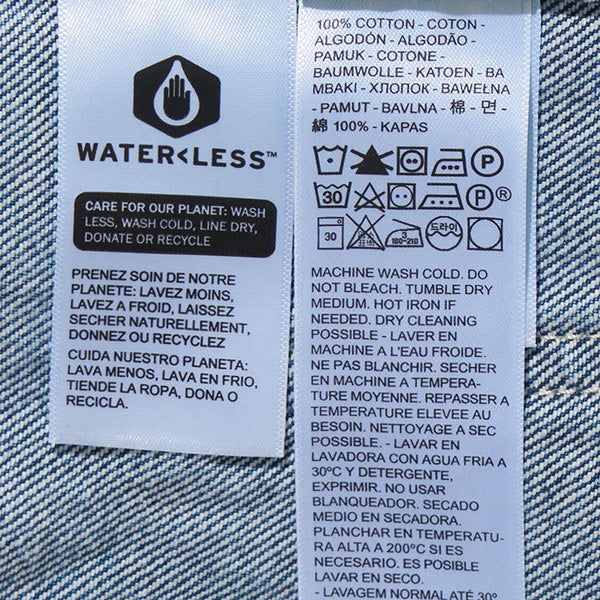 WATER<LESS™
CARE FOR OUR PLANET: WASH
LESS, WASH COLD, LINE DRY,
DONATE OR RECYCLE
PRENEZ SOIN DE NOTRE
PLANETE: LAVEZ MOINS,
LAVEZ A FROID, LAISSEZ
SECHER NATURELLEMENT,
DONNEZ OU RECYCLEZ
CUIDA NUESTRO PLANETA:
LAVA MENOS, LAVA EN FRIO,
TIENDE LA ROPA, DONA O
RECICLA.
100% COTTON - COTON -
ALGODÓN - ALGODÃO -
PAMUK - COTONE -
BAUMWOLLE - KATOEN - BA
MBAKI - ХЛОПОК - BAWEŁNA
- PAMUT - BAVLNA - 棉 - 면 -
綿 100% - KAPAS
P
30 P ®
30 3 180~210 드라이
MACHINE WASH COLD. DO
NOT BLEACH. TUMBLE DRY
MEDIUM. HOT IRON IF
NEEDED. DRY CLEANING
POSSIBLE - LAVER EN
MACHINE A L'EAU FROIDE.
NE PAS BLANCHIR. SECHER
EN MACHINE A TEMPERA-
TURE MOYENNE. REPASSER A
TEMPERATURE ELEVEE AU
BESOIN. NETTOYAGE A SEC
POSSIBLE. - LAVAR EN
LAVADORA CON AGUA FRIA A
30ºC Y DETERGENTE,
EXPRIMIR. NO USAR
BLANQUEADOR. SECADO
MEDIO EN SECADORA.
PLANCHAR EN TEMPERATU-
RA ALTA A 200°C SI ES
NECESARIO. ES POSIBLE
LAVAR EN SECO.
- LAVAGEM NORMAL ATÉ 30°